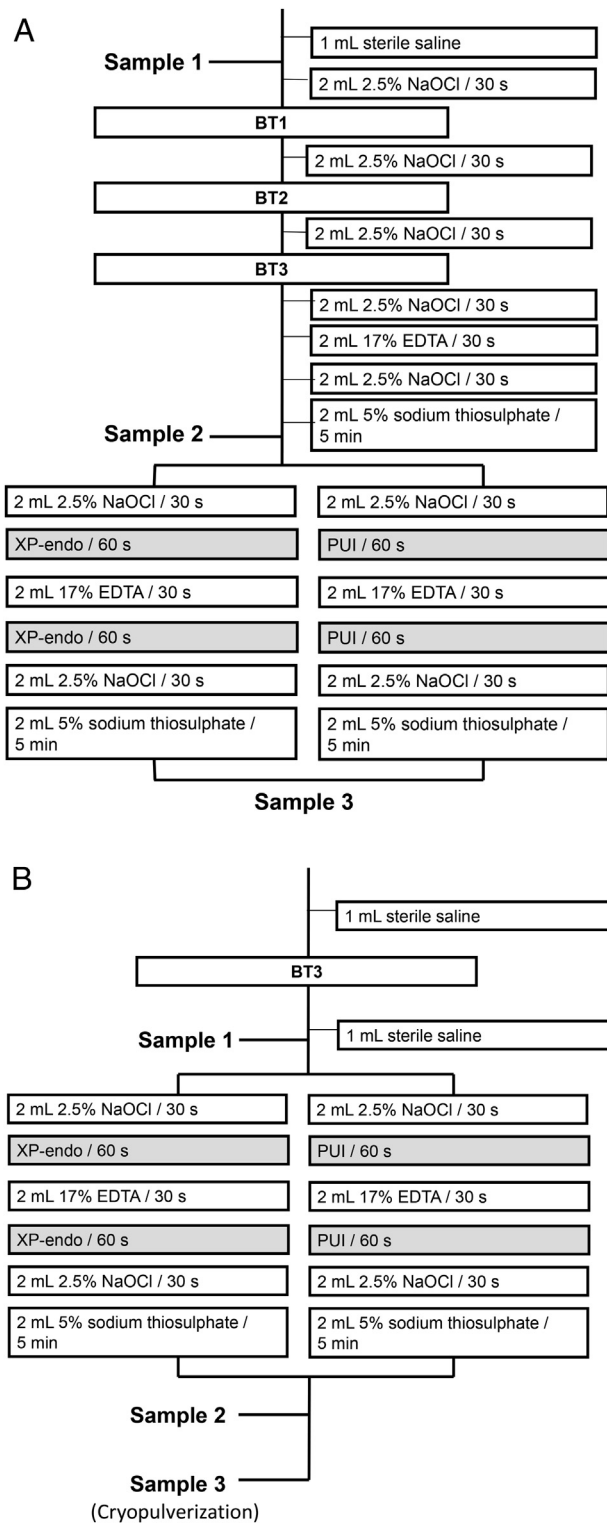 A
1 mL sterile saline
Sample 1
2 mL 2.5% NaOCl / 30 s
BT1
2 mL 2.5% NaOCl / 30 s
BT2
2 mL 2.5% NaOCl / 30 s
BT3
2 mL 2.5% NaOCl / 30 s
2 mL 17% EDTA / 30 s
2 mL 2.5% NaOCl / 30 s
2 mL 5% sodium thiosulphate /
5 min
Sample 2
2 mL 2.5% NaOCl / 30 s
XP-endo / 60 s
2 mL 17% EDTA / 30 s
XP-endo / 60 s
2 mL 2.5% NaOCl / 30 s
2 mL 5% sodium thiosulphate /
5 min
2 mL 2.5% NaOCl / 30 s
PUI / 60 s
2 mL 17% EDTA / 30 s
PUI / 60 s
2 mL 2.5% NaOCl / 30 s
2 mL 5% sodium thiosulphate /
5 min
Sample 3
B
1 mL sterile saline
BT3
Sample 1
1 mL sterile saline
2 mL 2.5% NaOCl / 30 s
XP-endo / 60 s
2 mL 17% EDTA / 30 s
XP-endo / 60 s
2 mL 2.5% NaOCl / 30 s
2 mL 5% sodium thiosulphate /
5 min
2 mL 2.5% NaOCl / 30 s
PUI / 60 s
2 mL 17% EDTA / 30 s
PUI / 60 s
2 mL 2.5% NaOCl / 30 s
2 mL 5% sodium thiosulphate /
5 min
Sample 2
Sample 3
(Cryopulverization)